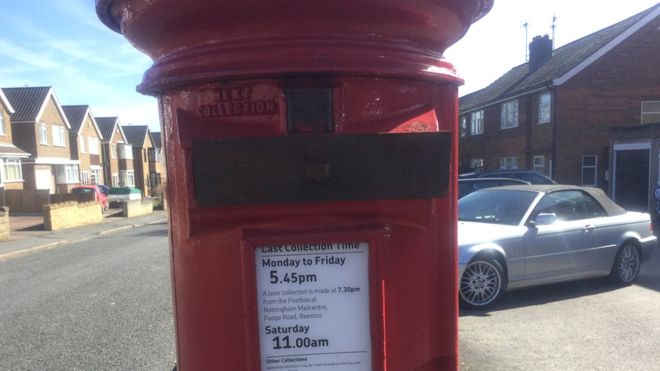 COLLECTION
Last Collection Time
Monday to Friday
5.45pm
A later collection is made at 7.30pm
from the Postbox at
Nottingham Mailcentre,
Padge Road, Beeston
Saturday
11.00am
Other Collections